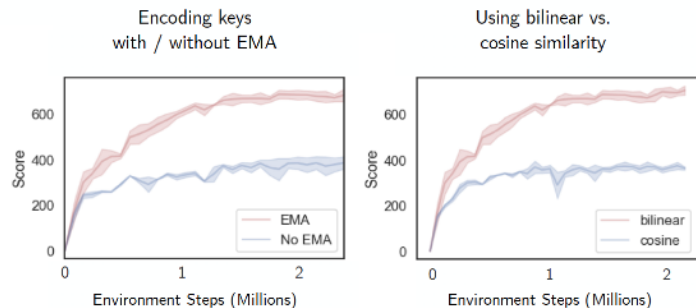 Encoding keys
with / without EMA
Score
600
400
200
0
EMA
No EMA
0
1
2
Environment Steps (Millions)
Using bilinear vs.
cosine similarity
Score
600
400
200
0
bilinear
cosine
0
1
2
Environment Steps (Millions)